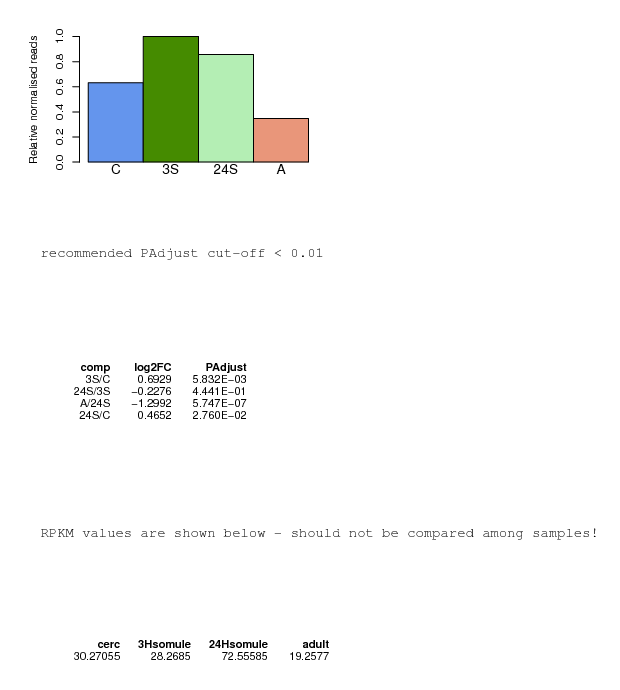 Relative normalised reads
1.0
0.8
0.6
0.4
0.2
0.0
C 3S 24S A
recommended PAdjust cut-off < 0.01
comp log2FC PAdjust
3S/C 0.6929 5.832E-03
24S/3S -0.2276 4.441E-01
A/24S -1.2992 5.747E-07
24S/C 0.4652 2.760E-02
RPKM values are shown below - should not be compared among samples!
cerc 3Hsomule 24Hsomule adult
30.27055 28.2685 72.55585 19.2577